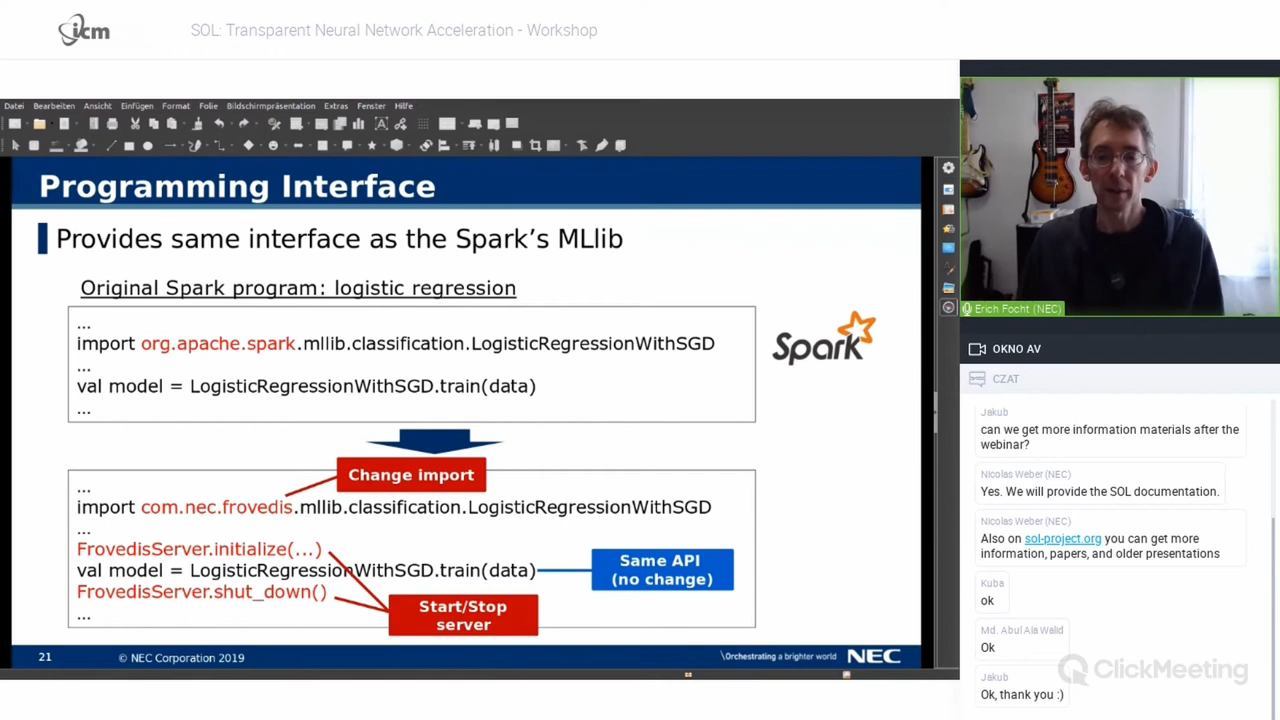 icm
SOL: Transparent Neural Network Acceleration - Workshop
Datei Bearbeiten Ansicht Einfügen Format Folie Bildschirmpräsentation Extras Fenster Hilfe
Programming Interface
Provides same interface as the Spark's MLlib
Original Spark program: logistic regression
...
import org.apache.spark.mllib.classification.LogisticRegressionWithSGD
...
val model = LogisticRegressionWithSGD.train(data)
...
Spark
Change import
...
import com.nec.frovedis.mllib.classification.LogisticRegressionWithSGD
...
FrovedisServer.initialize(...)
val model = LogisticRegressionWithSGD.train(data)
FrovedisServer.shut_down()
...
Same API
(no change)
Start/Stop
server
21
© NEC Corporation 2019
\Orchestrating a brighter world
NEC
Erich Focht (NEC)
OKNO AV
CZAT
Jakub
can we get more information materials after the
webinar?
Nicolas Weber (NEC)
Yes. We will provide the SOL documentation.
Nicolas Weber (NEC)
Also on sol-project.org you can get more
information, papers, and older presentations
Kuba
ok
Md. Abul Ala Walid
Ok
Jakub
Ok, thank you :)
ClickMeeting